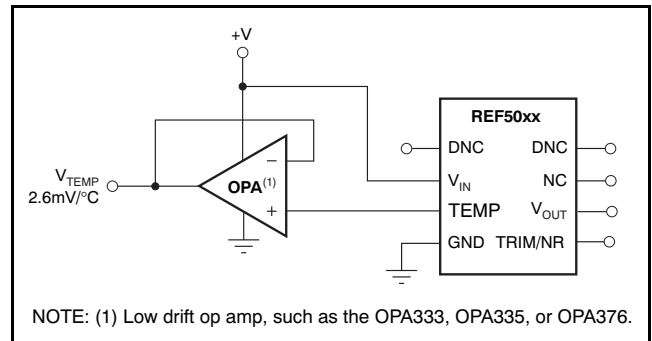 +V
REF50xx
DNC DNC
V_TEMP
2.6mV/°C
− OPA(1) +
V_IN NC
TEMP V_OUT
GND TRIM/NR
NOTE: (1) Low drift op amp, such as the OPA333, OPA335, or OPA376.